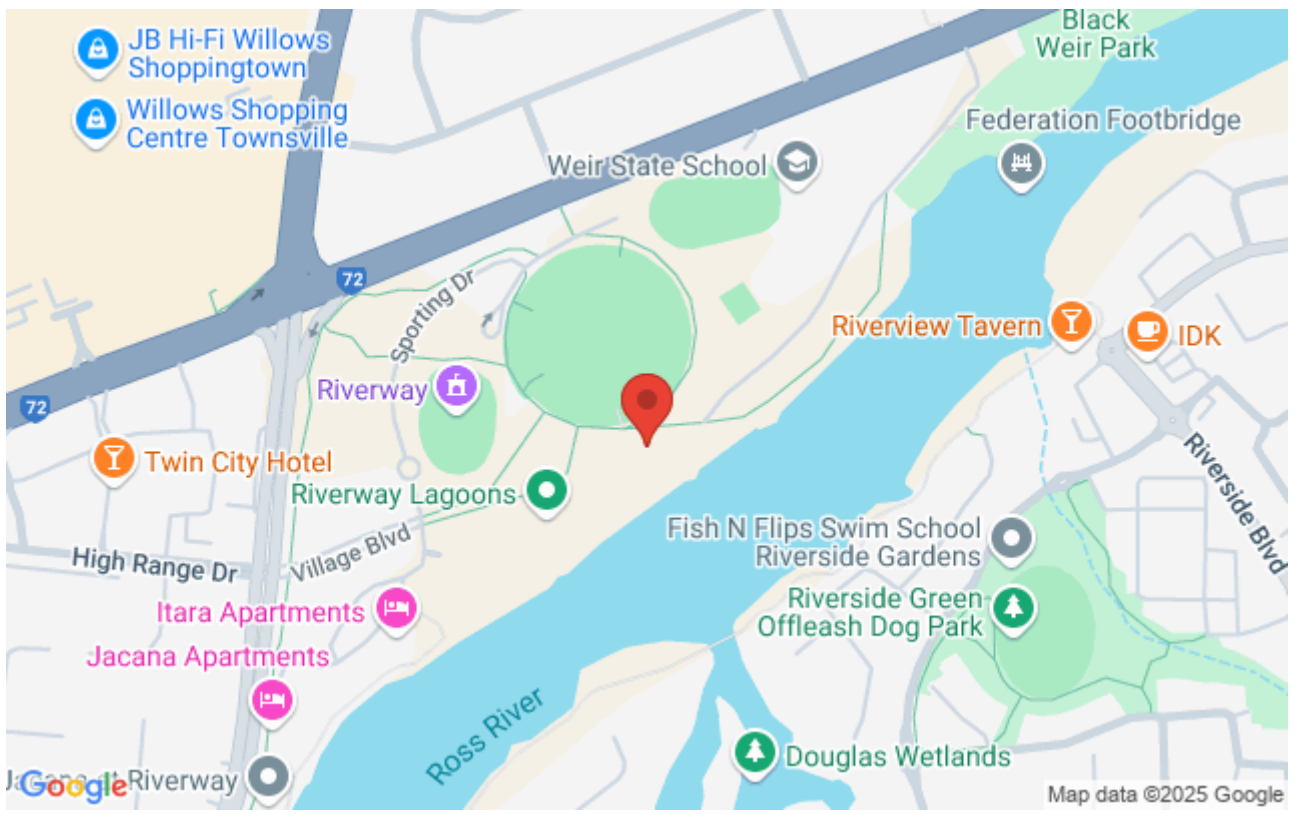 JB Hi-Fi Willows
Shoppingtown
Willows Shopping
Centre Townsville
Black
Weir Park
Federation Footbridge
Weir State School
72
Sporting Dr
Riverview Tavern
IDK
Riverway
72
Twin City Hotel
Riverway Lagoons
Riverside Blvd
Fish N Flips Swim School
Riverside Gardens
High Range Dr
Village Blvd
Itara Apartments
Riverside Green
Offleash Dog Park
Jacana Apartments
Ross River
Douglas Wetlands
Riverway
Google
Map data ©2025 Google